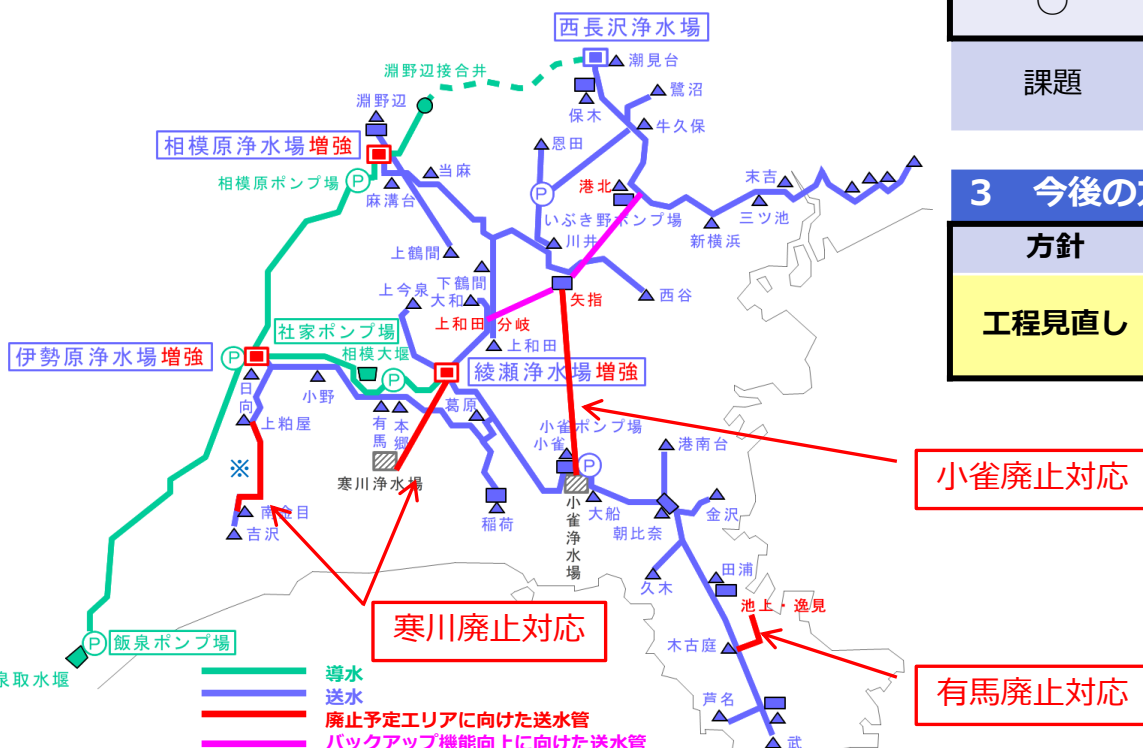 ○
課題
3 今後の
方針
工程見直し
西長沢浄水場
潮見台
淵野辺接合井
鷺沼
保木
淵野辺
牛久保
相模原浄水場増強
恩田
当麻
相模原ポンプ場
麻溝台
港北
末吉
いぶき野ポンプ場
三ツ池
川井
新横浜
上鶴間
下鶴間
上今泉
大和
矢指
西谷
上和田分岐
社家ポンプ場
上和田
伊勢原浄水場増強
相模大堰
綾瀬浄水場増強
日向
小野
有馬
本郷
葛原
上粕屋
小雀ポンプ場
小雀
港南台
※
寒川浄水場
小雀廃止対応
南金目
吉沢
稲荷
小雀浄水場
大船
朝比奈
金沢
田浦
久木
池上・逸見
寒川廃止対応
飯泉ポンプ場
木古庭
泉取水堰
有馬廃止対応
導水
送水
芦名
廃止予定エリアに向けた送水管
バックアップ機能向上に向けた送水管
武